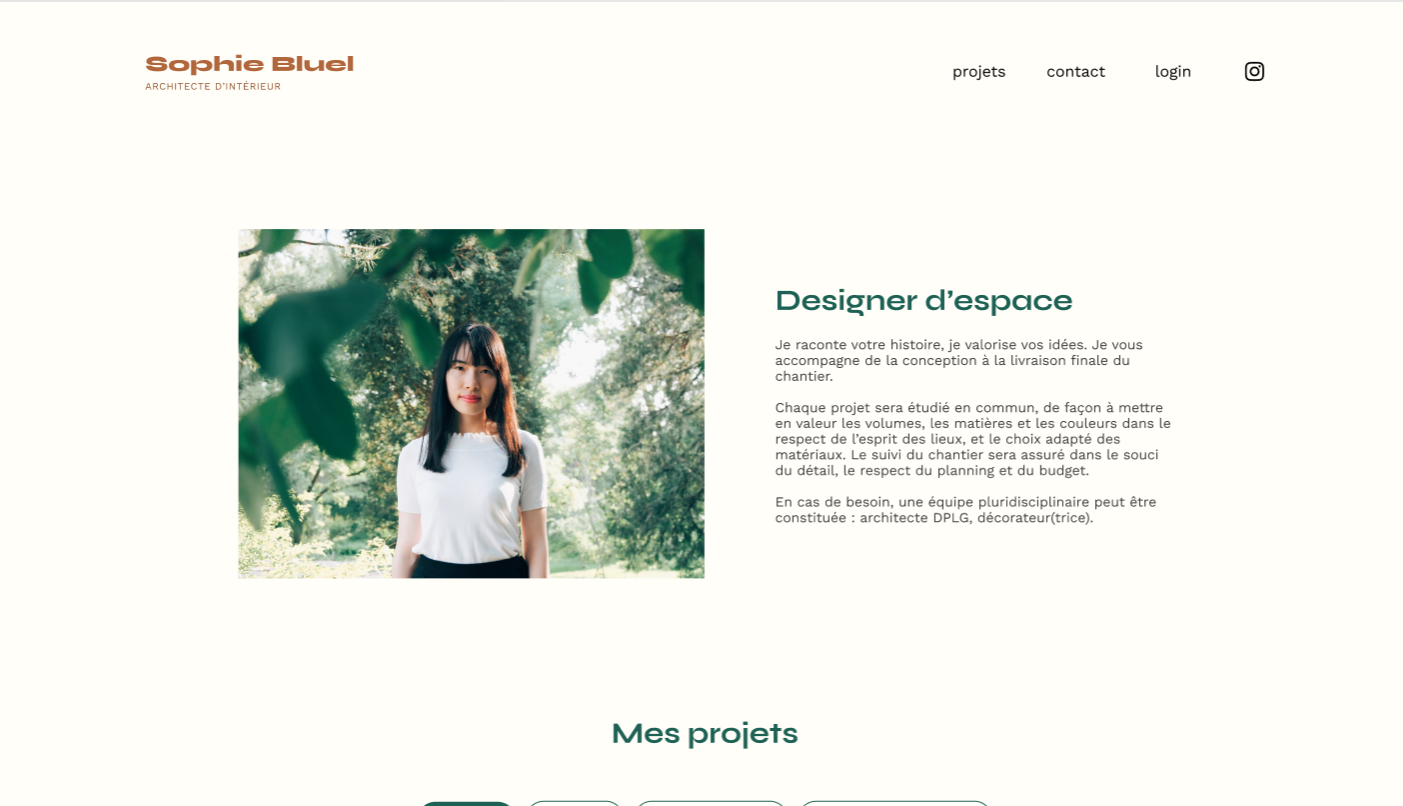 Sophie Bluel
ARCHITECTE D'INTÉRIEUR
projets contact login
Designer d’espace
Je raconte votre histoire, je valorise vos idées. Je vous
accompagne de la conception à la livraison finale du
chantier.
Chaque projet sera étudié en commun, de façon à mettre
en valeur les volumes, les matières et les couleurs dans le
respect de l’esprit des lieux, et le choix adapté des
matériaux. Le suivi du chantier sera assuré dans le souci
du détail, le respect du planning et du budget.
En cas de besoin, une équipe pluridisciplinaire peut être
constituée : architecte DPLG, décorateur(trice).
Mes projets